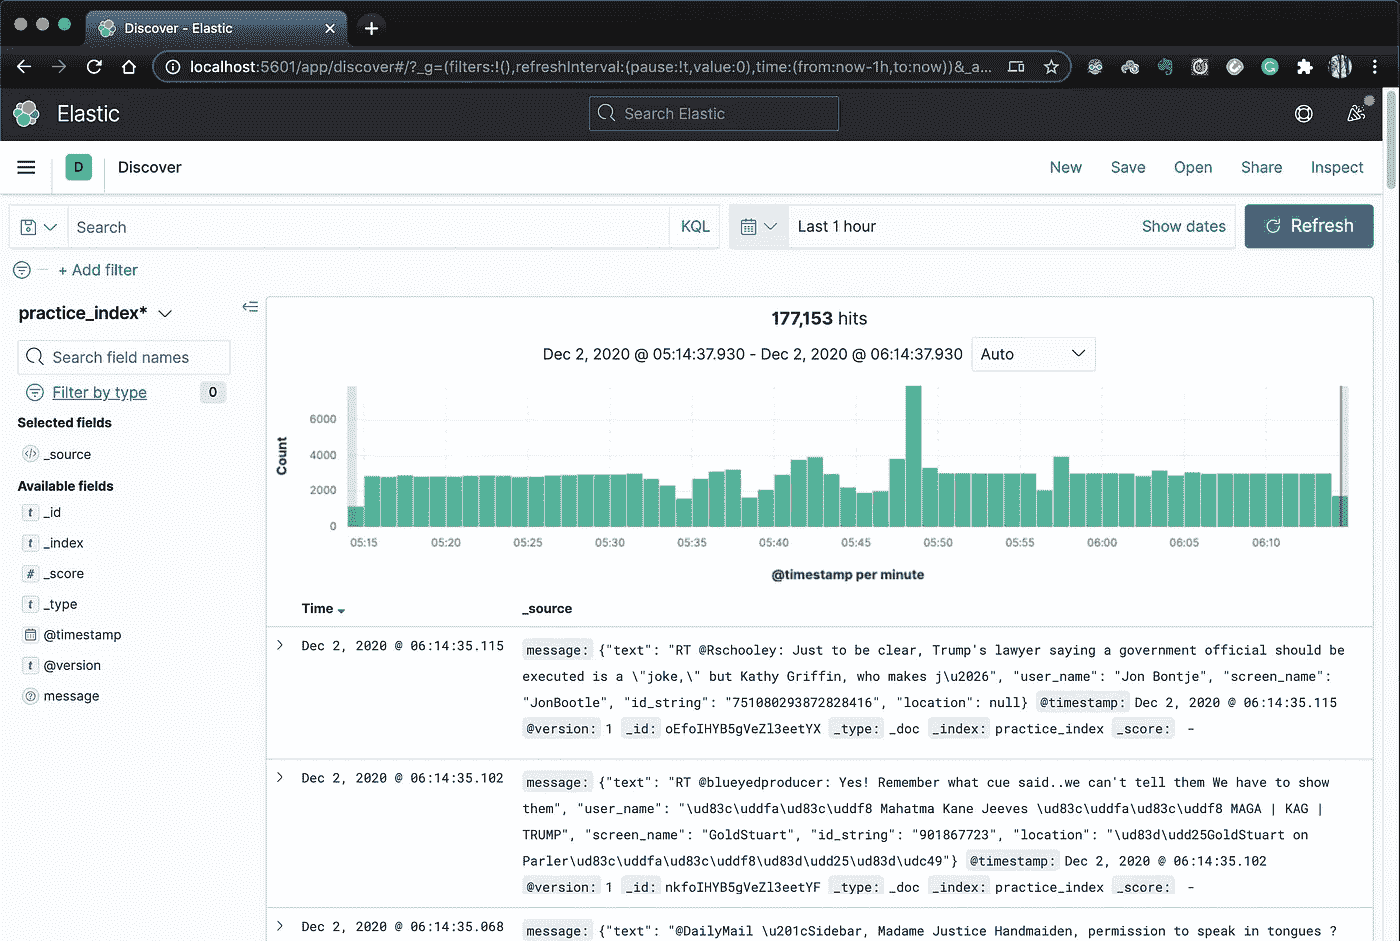 Discover - Elastic
localhost:5601/app/discover#/?_g=(filters:!(),refreshInterval:(pause:!t,value:0),time:(from:now-1h,to:now))&_a...
Elastic
Search Elastic
D
Discover
New
Save
Open
Share
Inspect
Search
KQL
Last 1 hour
Show dates
Refresh
+ Add filter
practice_index*
Search field names
Filter by type
0
Selected fields
_source
Available fields
t _id
t _index
# _score
t _type
@timestamp
t @version
message
177,153 hits
Dec 2, 2020 @ 05:14:37.930 - Dec 2, 2020 @ 06:14:37.930
Auto
Count
6000
4000
2000
0
05:15
05:20
05:25
05:30
05:35
05:40
05:45
05:50
05:55
06:00
06:05
06:10
@timestamp per minute
Time
_source
Dec 2, 2020 @ 06:14:35.115
message: {"text": "RT @Rschooley: Just to be clear, Trump's lawyer saying a government official should be
executed is a \"joke,\" but Kathy Griffin, who makes j\u2026", "user_name": "Jon Bontje", "screen_name":
"JonBootle", "id_string": "751080293872828416", "location": null} @timestamp: Dec 2, 2020 @ 06:14:35.115
@version: 1 _id: oEfoIHYB5gVeZl3eetYX _type: _doc _index: practice_index _score: -
Dec 2, 2020 @ 06:14:35.102
message: {"text": "RT @blueyedproducer: Yes! Remember what cue said..we can't tell them We have to show
them", "user_name": "\ud83c\uddfa\ud83c\uddf8 Mahatma Kane Jeeves \ud83c\uddfa\ud83c\uddf8 MAGA | KAG |
TRUMP", "screen_name": "GoldStuart", "id_string": "901867723", "location": "\ud83d\udd25GoldStuart on
Parler\ud83c\uddfa\ud83c\uddf8\ud83d\udd25\ud83d\udc49"} @timestamp: Dec 2, 2020 @ 06:14:35.102
@version: 1 _id: nkfoIHYB5gVeZl3eetYF _type: _doc _index: practice_index _score: -
Dec 2, 2020 @ 06:14:35.068
message: {"text": "@DailyMail \u201cSidebar, Madame Justice Handmaiden, permission to speak in tongues ?